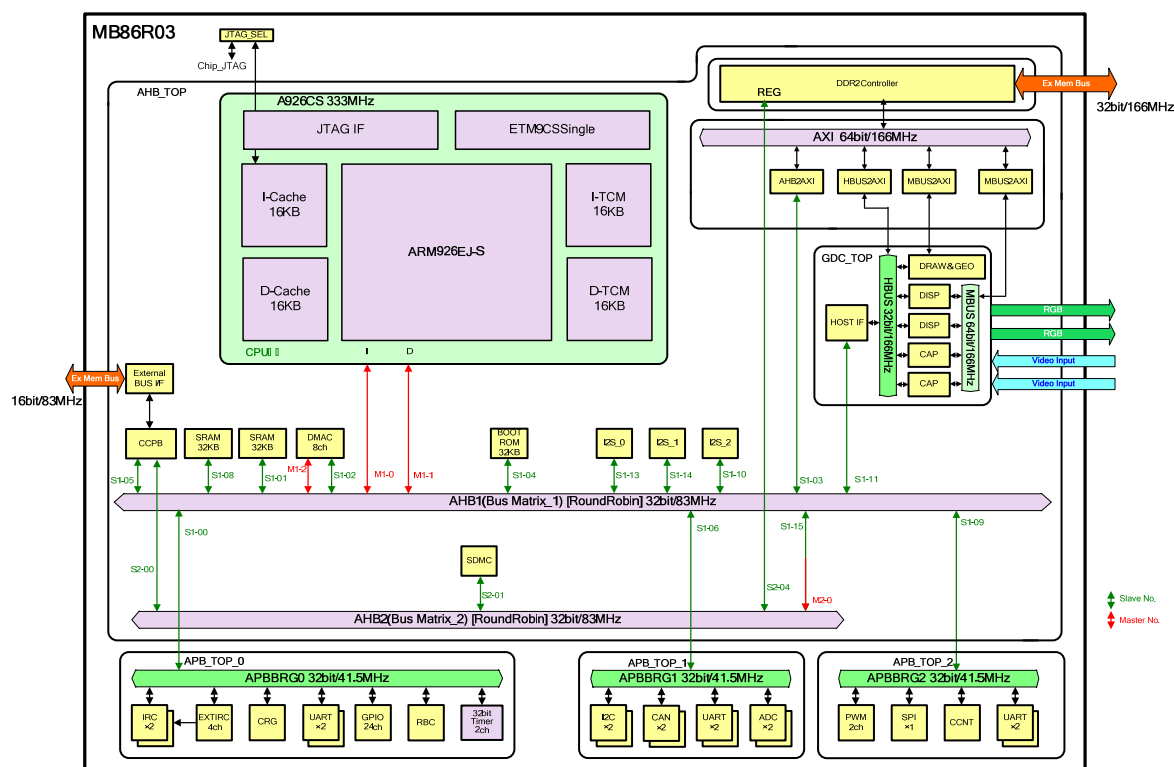 MB86R03
JTAG_SEL
Chip_JTAG
AHB_TOP
A926CS 333MHz
JTAG IF
ETM9CSSingle
I-Cache
16KB
ARM926EJ-S
I-TCM
16KB
D-Cache
16KB
D-TCM
16KB
I
D
REG
DDR2Controller
Ex Mem Bus
32bit/166MHz
AXI 64bit/166MHz
AHB2AXI
HBUS2AXI
MBUS2AXI
MBUS2AXI
GDC_TOP
HBUS 32bit/166MHz
DRAW&GEO
DISP
DISP
CAP
CAP
MBUS 64bit/166MHz
HOST IF
RGB
RGB
Video Input
Video Input
Ex Mem Bus
16bit/83MHz
External
BUS I/F
CCPB
SRAM
32KB
SRAM
32KB
DMAC
8ch
BOOT
ROM
32KB
I2S_0
I2S_1
I2S_2
S1-05
S1-08
S1-01
M1-2
S1-02
M1-0
M1-1
S1-04
S1-13
S1-14
S1-10
S1-03
S1-11
AHB1(Bus Matrix_1) [RoundRobin] 32bit/83MHz
S1-00
S1-06
S1-15
S1-09
S2-00
SDMC
S2-01
S2-04
M2-0
AHB2(Bus Matrix_2) [RoundRobin] 32bit/83MHz
Slave No.
Master No.
APB_TOP_0
APBBRG0 32bit/41.5MHz
IRC
×2
EXTIRC
4ch
CRG
UART
×2
GPIO
24ch
RBC
32bit
Timer
2ch
APB_TOP_1
APBBRG1 32bit/41.5MHz
I2C
×2
CAN
×2
UART
×2
ADC
×2
APB_TOP_2
APBBRG2 32bit/41.5MHz
PWM
2ch
SPI
×1
CCNT
UART
×2